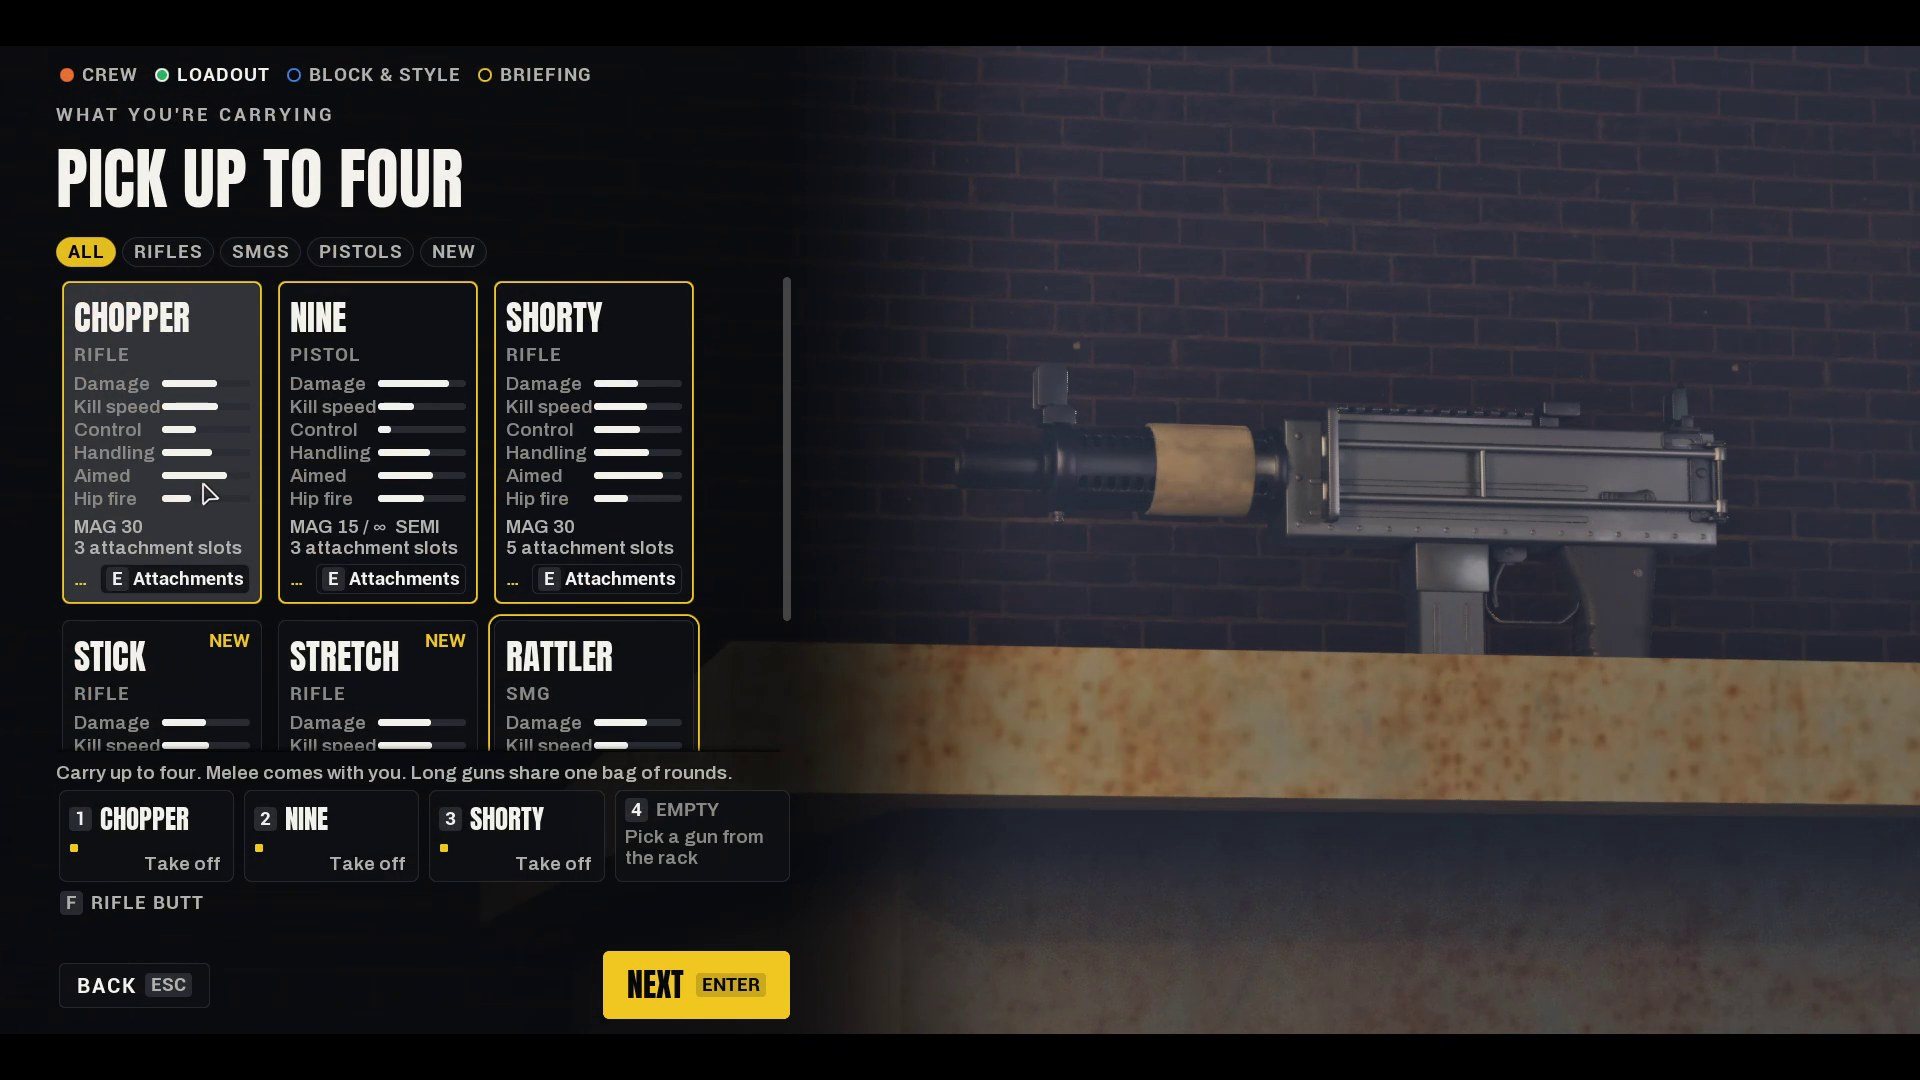 CREW LOADOUT BLOCK & STYLE BRIEFING
WHAT YOU'RE CARRYING
PICK UP TO FOUR
ALL RIFLES SMGS PISTOLS NEW
CHOPPER
RIFLE
Damage
Kill speed
Control
Handling
Aimed
Hip fire
MAG 30
3 attachment slots
... E Attachments
NINE
PISTOL
Damage
Kill speed
Control
Handling
Aimed
Hip fire
MAG 15 / ∞ SEMI
3 attachment slots
... E Attachments
SHORTY
RIFLE
Damage
Kill speed
Control
Handling
Aimed
Hip fire
MAG 30
5 attachment slots
... E Attachments
STICK NEW
RIFLE
Damage
Kill speed
STRETCH NEW
RIFLE
Damage
Kill speed
RATTLER
SMG
Damage
Kill speed
Carry up to four. Melee comes with you. Long guns share one bag of rounds.
1 CHOPPER
Take off
2 NINE
Take off
3 SHORTY
Take off
4 EMPTY
Pick a gun from
the rack
F RIFLE BUTT
BACK ESC
NEXT ENTER